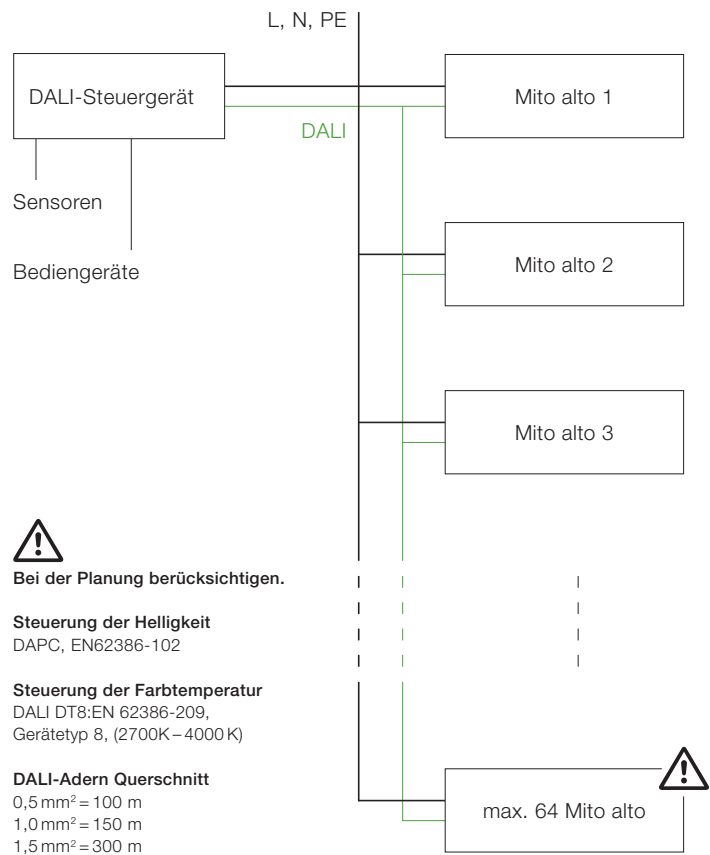 L, N, PE
DALI-Steuergerät
Mito alto 1
DALI
Sensoren
Bediengeräte
Mito alto 2
Mito alto 3
Bei der Planung berücksichtigen.
Steuerung der Helligkeit
DAPC, EN62386-102
Steuerung der Farbtemperatur
DALI DT8:EN 62386-209,
Gerätetyp 8, (2700K – 4000 K)
DALI-Adern Querschnitt
0,5 mm² = 100 m
1,0 mm² = 150 m
1,5 mm² = 300 m
max. 64 Mito alto